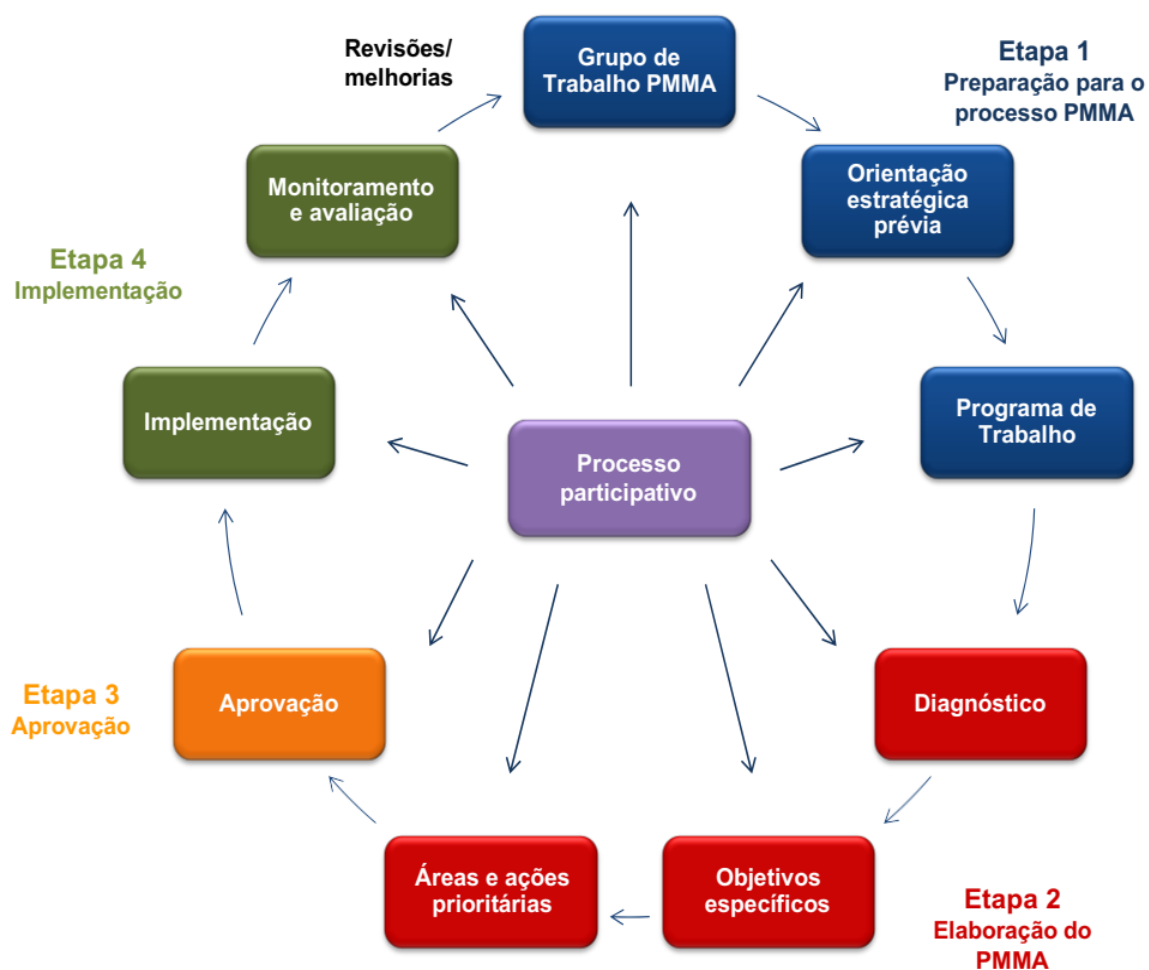 Revisões/
melhorias
Grupo de
Trabalho PMMA
Etapa 1
Preparação para o
processo PMMA
Orientação
estratégica
prévia
Monitoramento
e avaliação
Etapa 4
Implementação
Implementação
Programa de
Trabalho
Processo
participativo
Etapa 3
Aprovação
Aprovação
Diagnóstico
Áreas e ações
prioritárias
Objetivos
específicos
Etapa 2
Elaboração do
PMMA